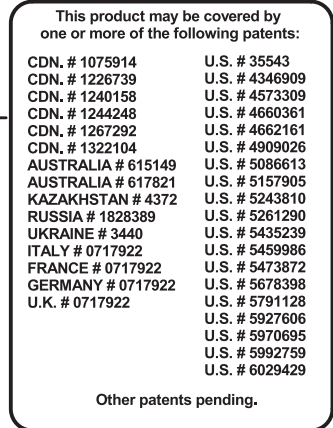 This product may be covered by
one or more of the following patents:
CDN. # 1075914
CDN. # 1226739
CDN. # 1240158
CDN. # 1244248
CDN. # 1267292
CDN. # 1322104
AUSTRALIA # 615149
AUSTRALIA # 617821
KAZAKHSTAN # 4372
RUSSIA # 1828389
UKRAINE # 3440
ITALY # 0717922
FRANCE # 0717922
GERMANY # 0717922
U.K. # 0717922
U.S. # 35543
U.S. # 4346909
U.S. # 4573309
U.S. # 4660361
U.S. # 4662161
U.S. # 4909026
U.S. # 5086613
U.S. # 5157905
U.S. # 5243810
U.S. # 5261290
U.S. # 5435239
U.S. # 5459986
U.S. # 5473872
U.S. # 5678398
U.S. # 5791128
U.S. # 5927606
U.S. # 5970695
U.S. # 5992759
U.S. # 6029429
Other patents pending.